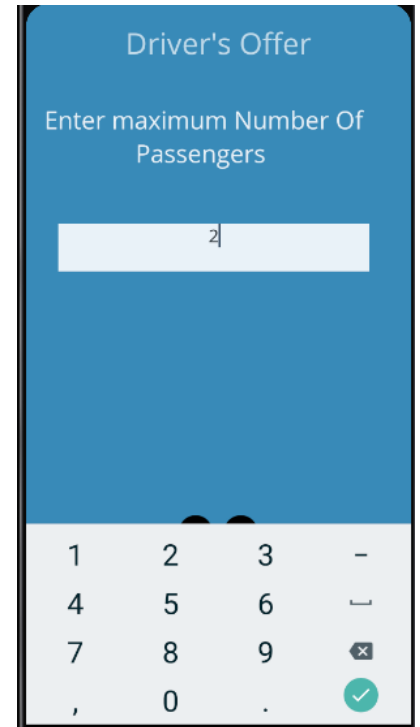 Driver's Offer
Enter maximum Number Of
Passengers
2
1 2 3 –
4 5 6
7 8 9
, 0 .